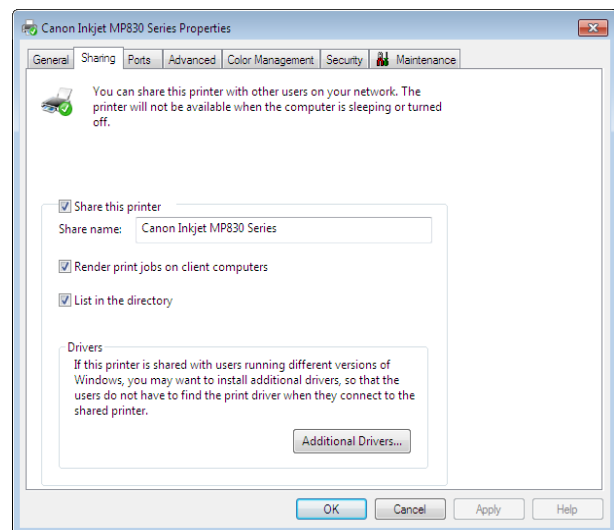 Canon Inkjet MP830 Series Properties
General Sharing Ports Advanced Color Management Security Maintenance
You can share this printer with other users on your network. The
printer will not be available when the computer is sleeping or turned
off.
Share this printer
Share name: Canon Inkjet MP830 Series
Render print jobs on client computers
List in the directory
Drivers
If this printer is shared with users running different versions of
Windows, you may want to install additional drivers, so that the
users do not have to find the print driver when they connect to the
shared printer.
Additional Drivers...
OK Cancel Apply Help